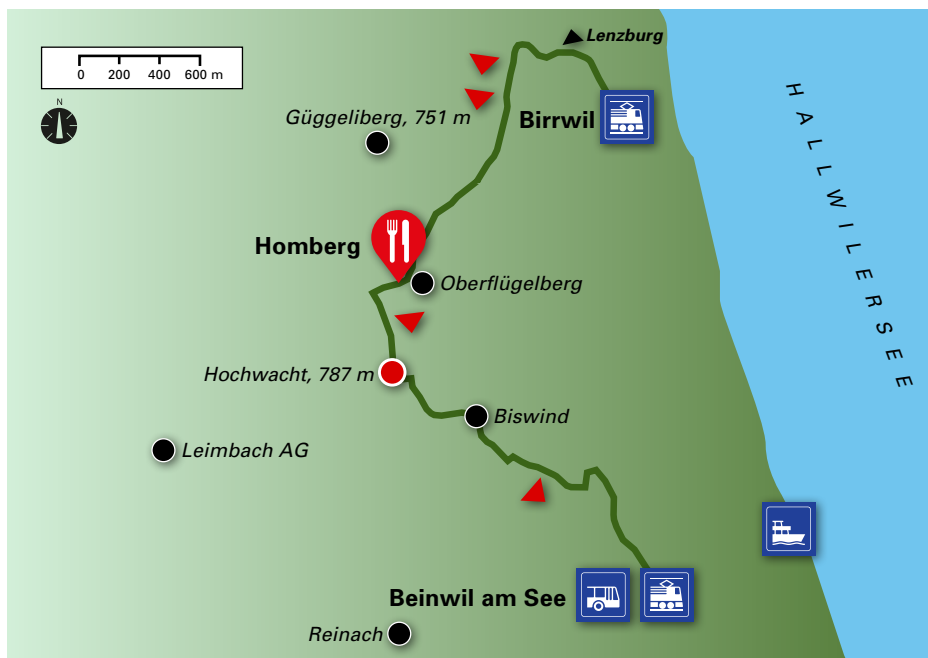 Lenzburg
0 200 400 600 m
N
Güggeliberg, 751 m
Birrwil
HALLWILERSEE
Homberg
Oberflügelberg
Hochwacht, 787 m
Biswind
Leimbach AG
Beinwil am See
Reinach